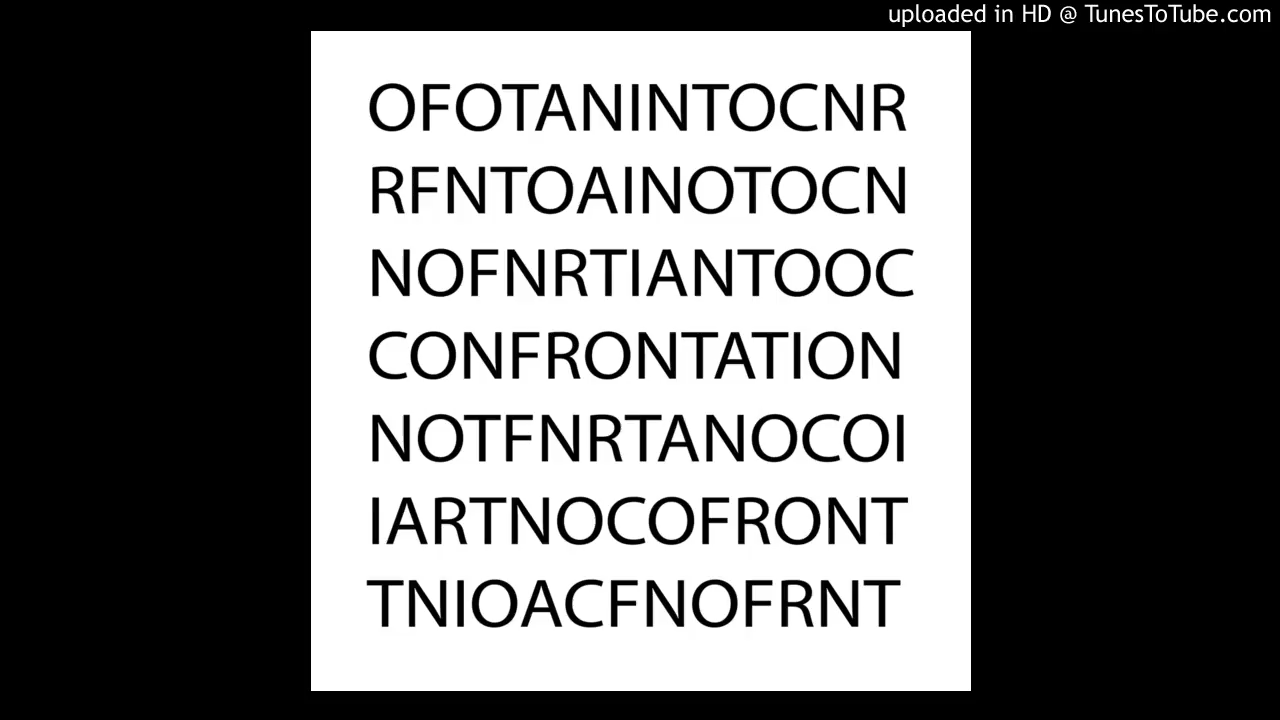 uploaded in HD @ TunesToTube.com
OFOTANINTOCNR
RFNTOAINOTOCN
NOFNRTIANTOOC
CONFRONTATION
NOTFNRTANOCOI
IARTNOCOFRONT
TNIOACFNOFRNT